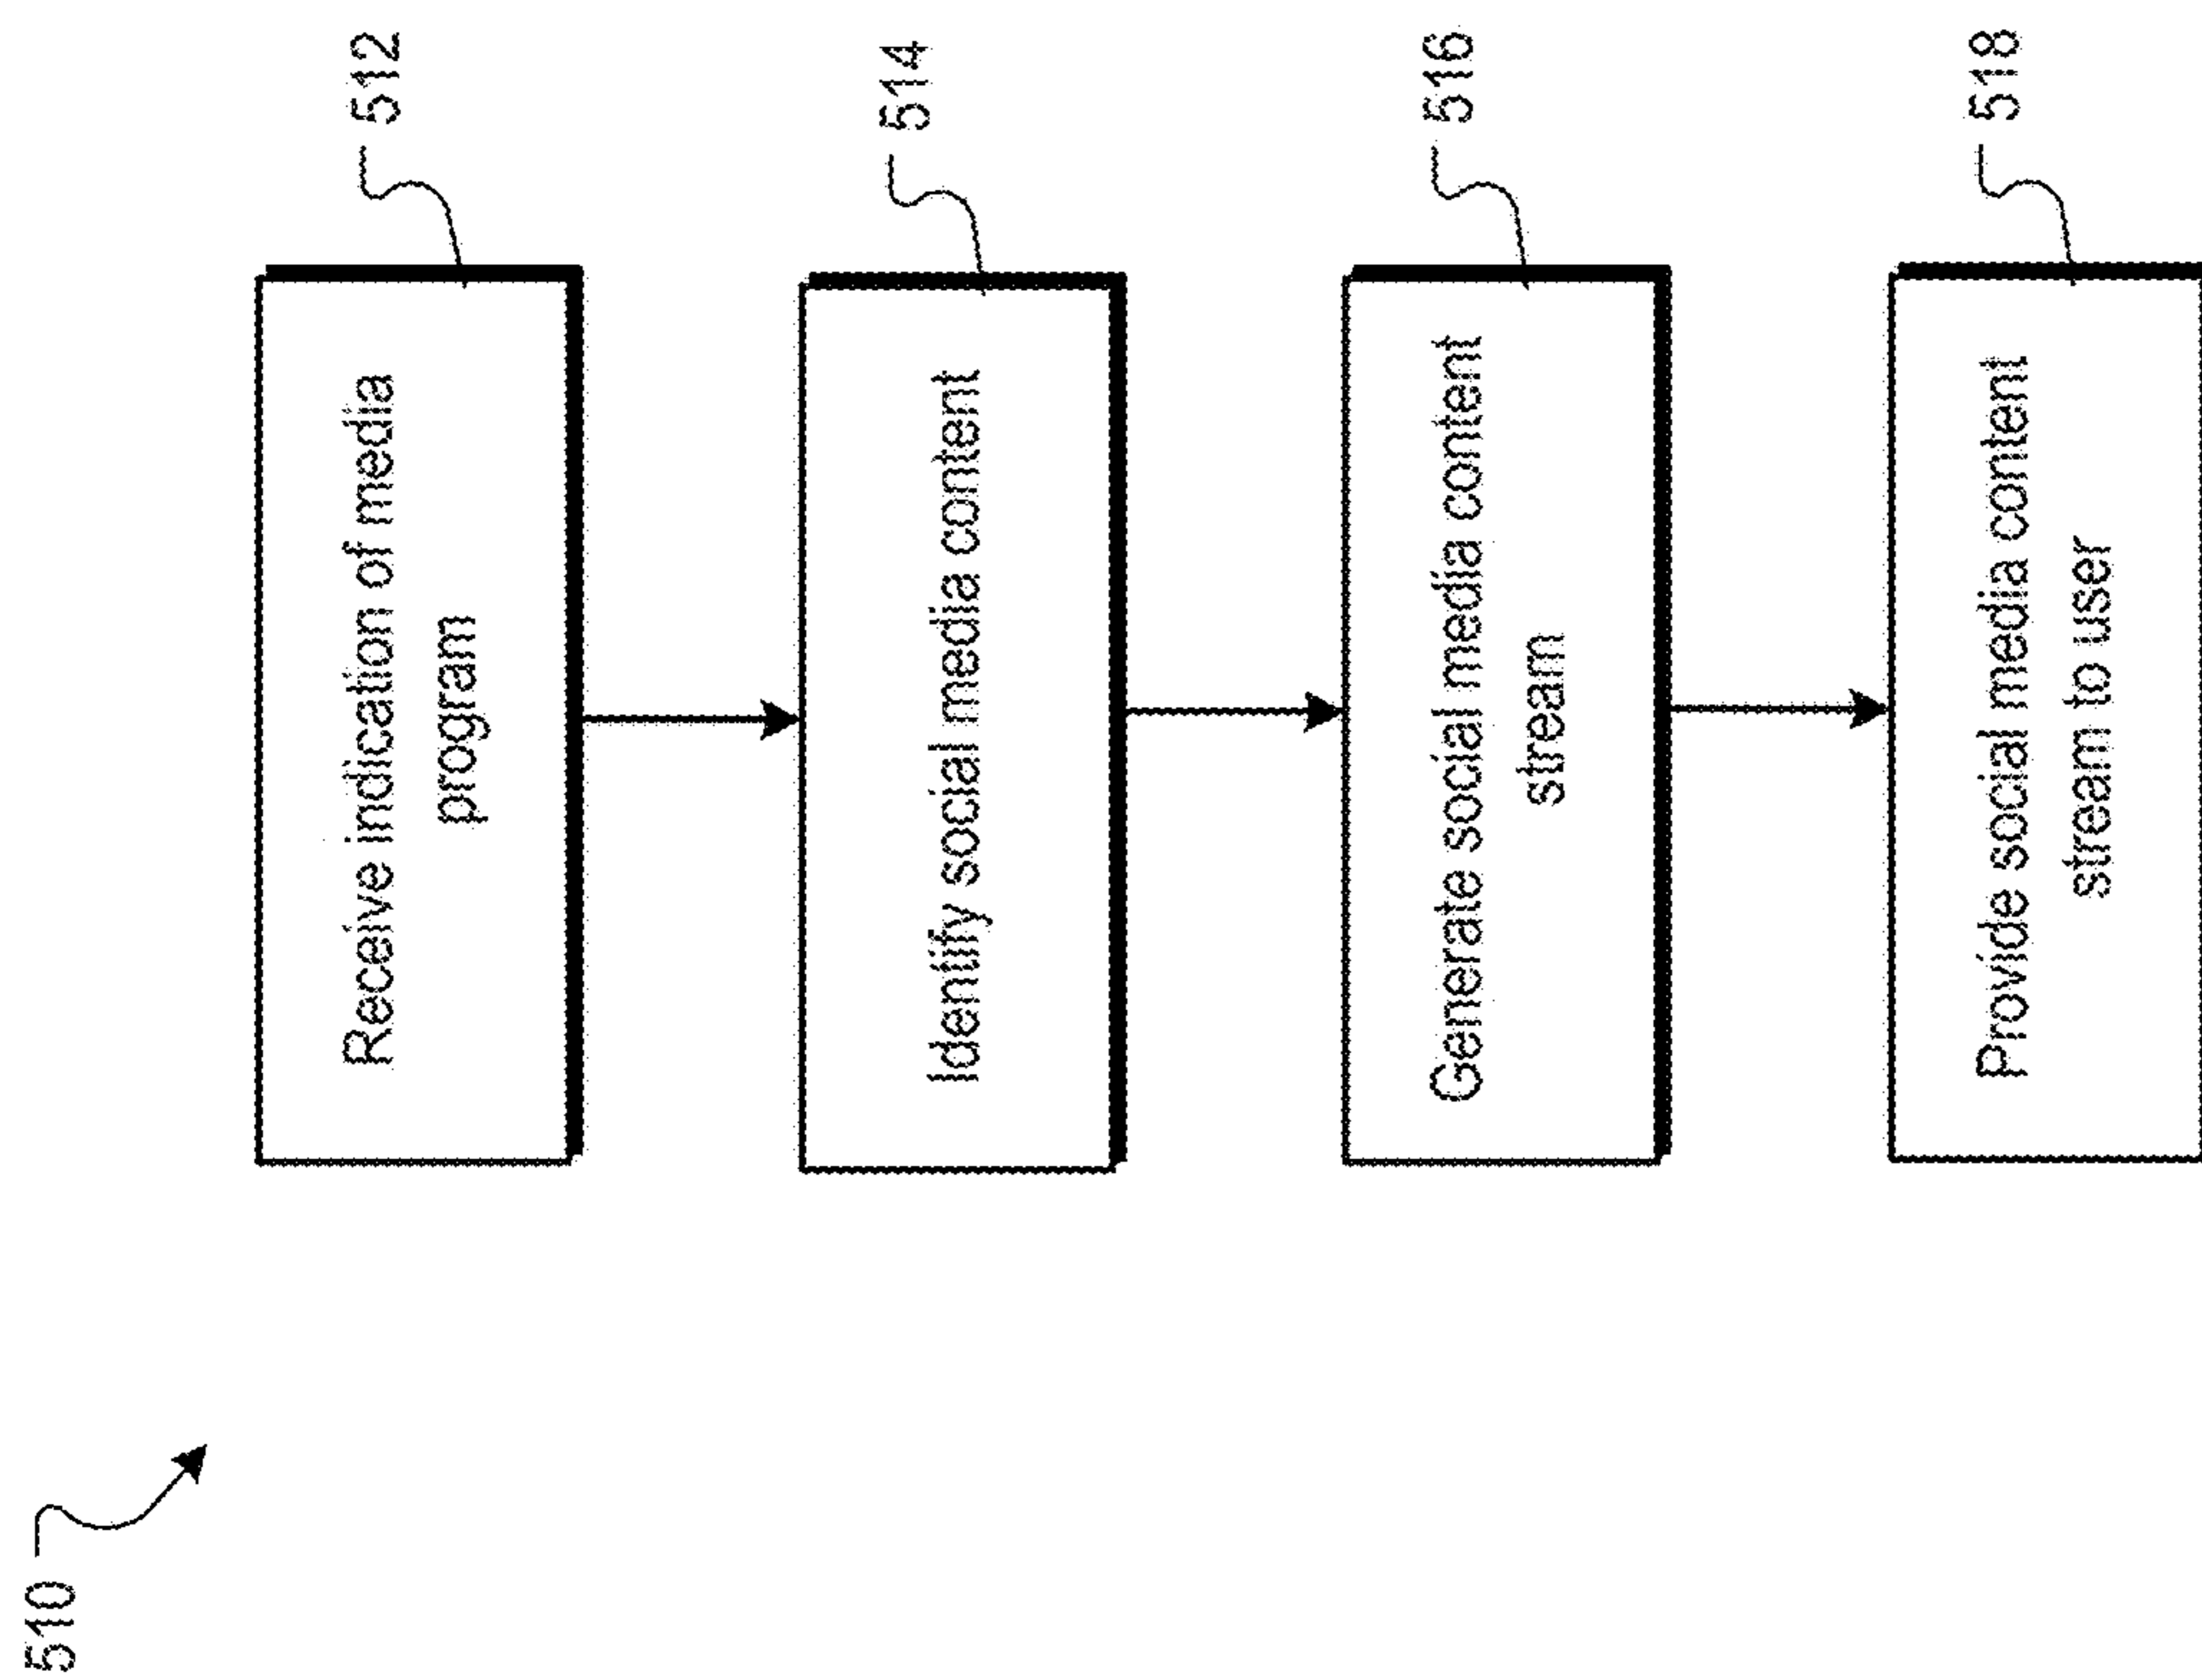 510
Receive indication of media
program
512
Identify social media content
514
Generate social media content
stream
516
Provide social media content
stream to user
518